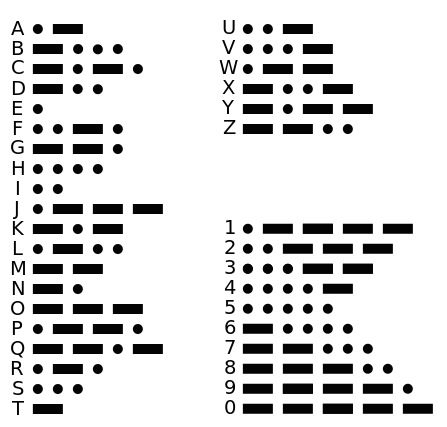 A • ▬
B ▬ • • •
C ▬ • ▬ •
D ▬ • •
E •
F • • ▬ •
G ▬ ▬ •
H • • • •
I • •
J • ▬ ▬ ▬
K ▬ • ▬
L • ▬ • •
M ▬ ▬
N ▬ •
O ▬ ▬ ▬
P • ▬ ▬ •
Q ▬ ▬ • ▬
R • ▬ •
S • • •
T ▬
U • • ▬
V • • • ▬
W • ▬ ▬
X ▬ • • ▬
Y ▬ • ▬ ▬
Z ▬ ▬ • •
1 • ▬ ▬ ▬ ▬
2 • • ▬ ▬ ▬
3 • • • ▬ ▬
4 • • • • ▬
5 • • • • •
6 ▬ • • • •
7 ▬ ▬ • • •
8 ▬ ▬ ▬ • •
9 ▬ ▬ ▬ ▬ •
0 ▬ ▬ ▬ ▬ ▬